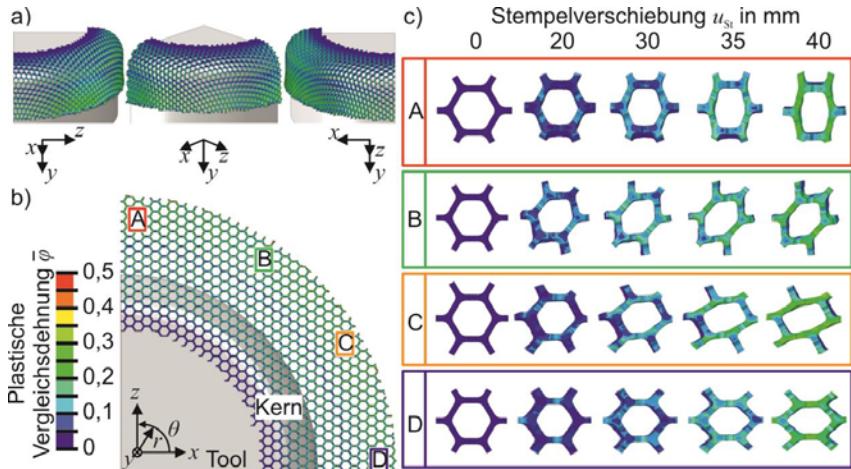 a)
z
x
y
x
z
y
x
z
y
b)
Plastische
Vergleichsdehnung φ̅
0,5
0,4
0,3
0,2
0,1
0
A
B
C
D
Kern
Tool
z
θ
r
x
y
c)
Stempelverschiebung u_St in mm
0 20 30 35 40
A
B
C
D